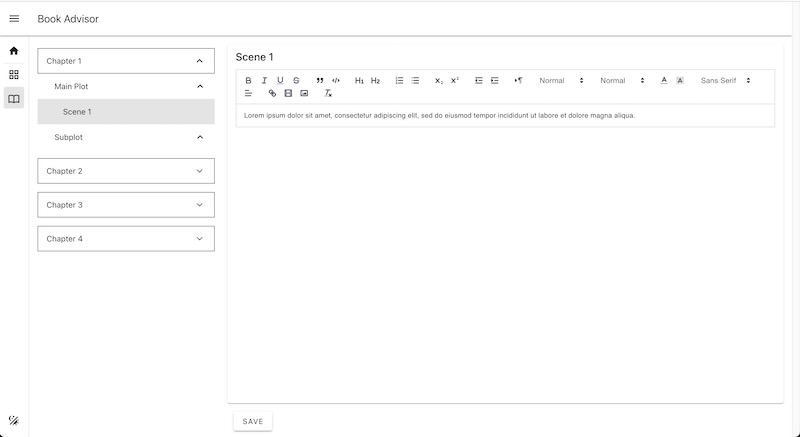 Book Advisor
Chapter 1
Main Plot
Scene 1
Subplot
Chapter 2
Chapter 3
Chapter 4
Scene 1
B I U S H1 H2 X₁ X¹ Normal Normal A A Sans Serif
Lorem ipsum dolor sit amet, consectetur adipiscing elit, sed do eiusmod tempor incididunt ut labore et dolore magna aliqua.
SAVE